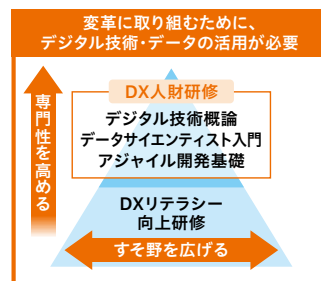 変革に取り組むために、
デジタル技術・データの活用が必要
専門性を高める
DX人財研修
デジタル技術概論
データサイエンティスト入門
アジャイル開発基礎
DXリテラシー
向上研修
すそ野を広げる